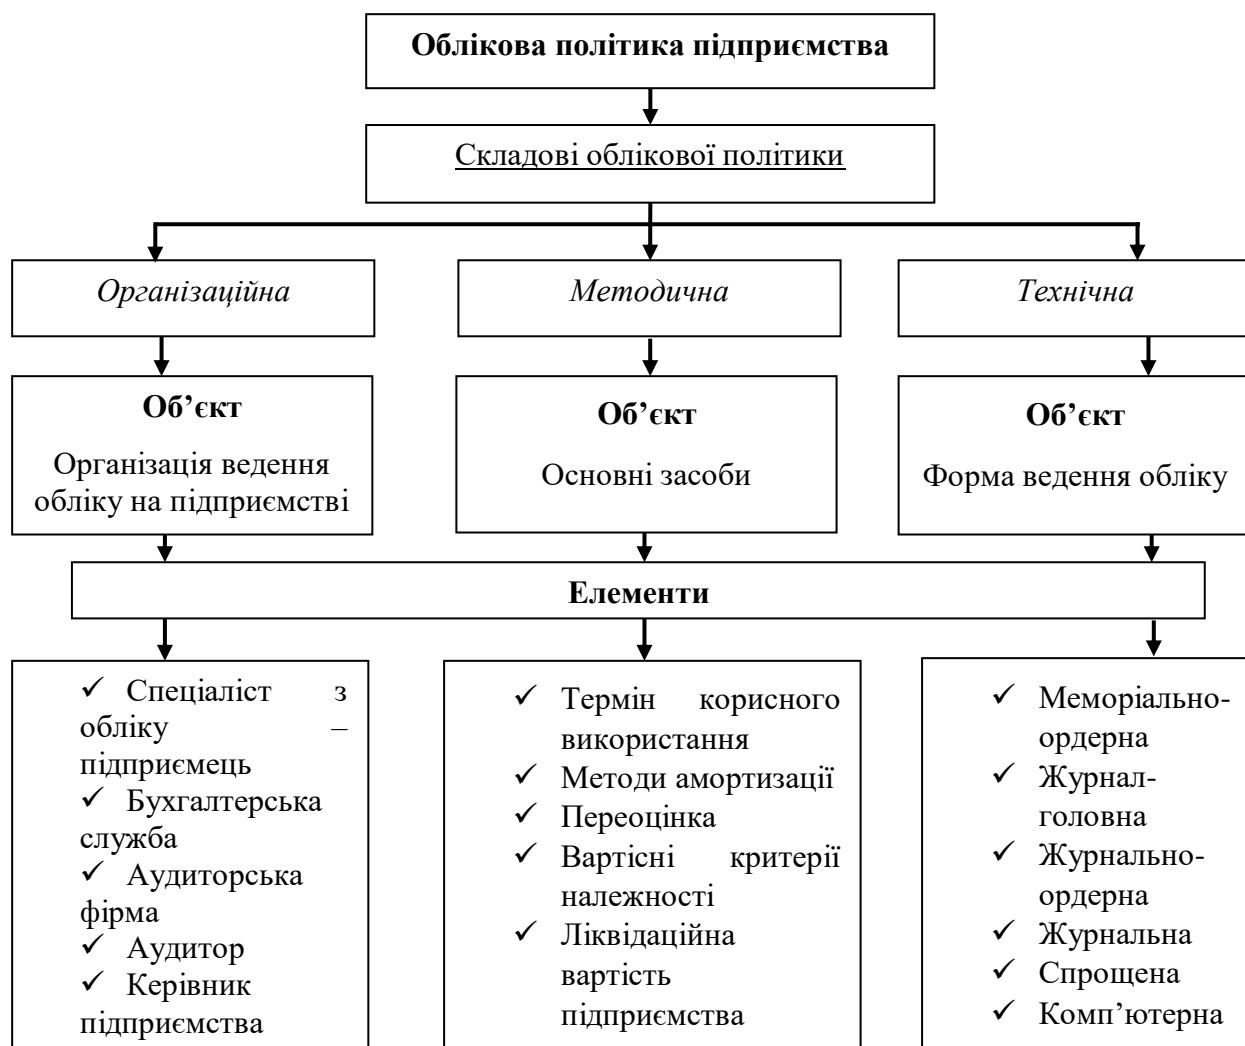 Облікова політика підприємства
Складові облікової політики
Організаційна
Методична
Технічна
Об’єкт
Організація ведення
обліку на підприємстві
Об’єкт
Основні засоби
Об’єкт
Форма ведення обліку
Елементи
✓ Спеціаліст з
обліку –
підприємець
✓ Бухгалтерська
служба
✓ Аудиторська
фірма
✓ Аудитор
✓ Керівник
підприємства
✓ Термін корисного
використання
✓ Методи амортизації
✓ Переоцінка
✓ Вартісні критерії
належності
✓ Ліквідаційна
вартість
підприємства
✓ Меморіально-
ордерна
✓ Журнал-
головна
✓ Журнально-
ордерна
✓ Журнальна
✓ Спрощена
✓ Комп’ютерна